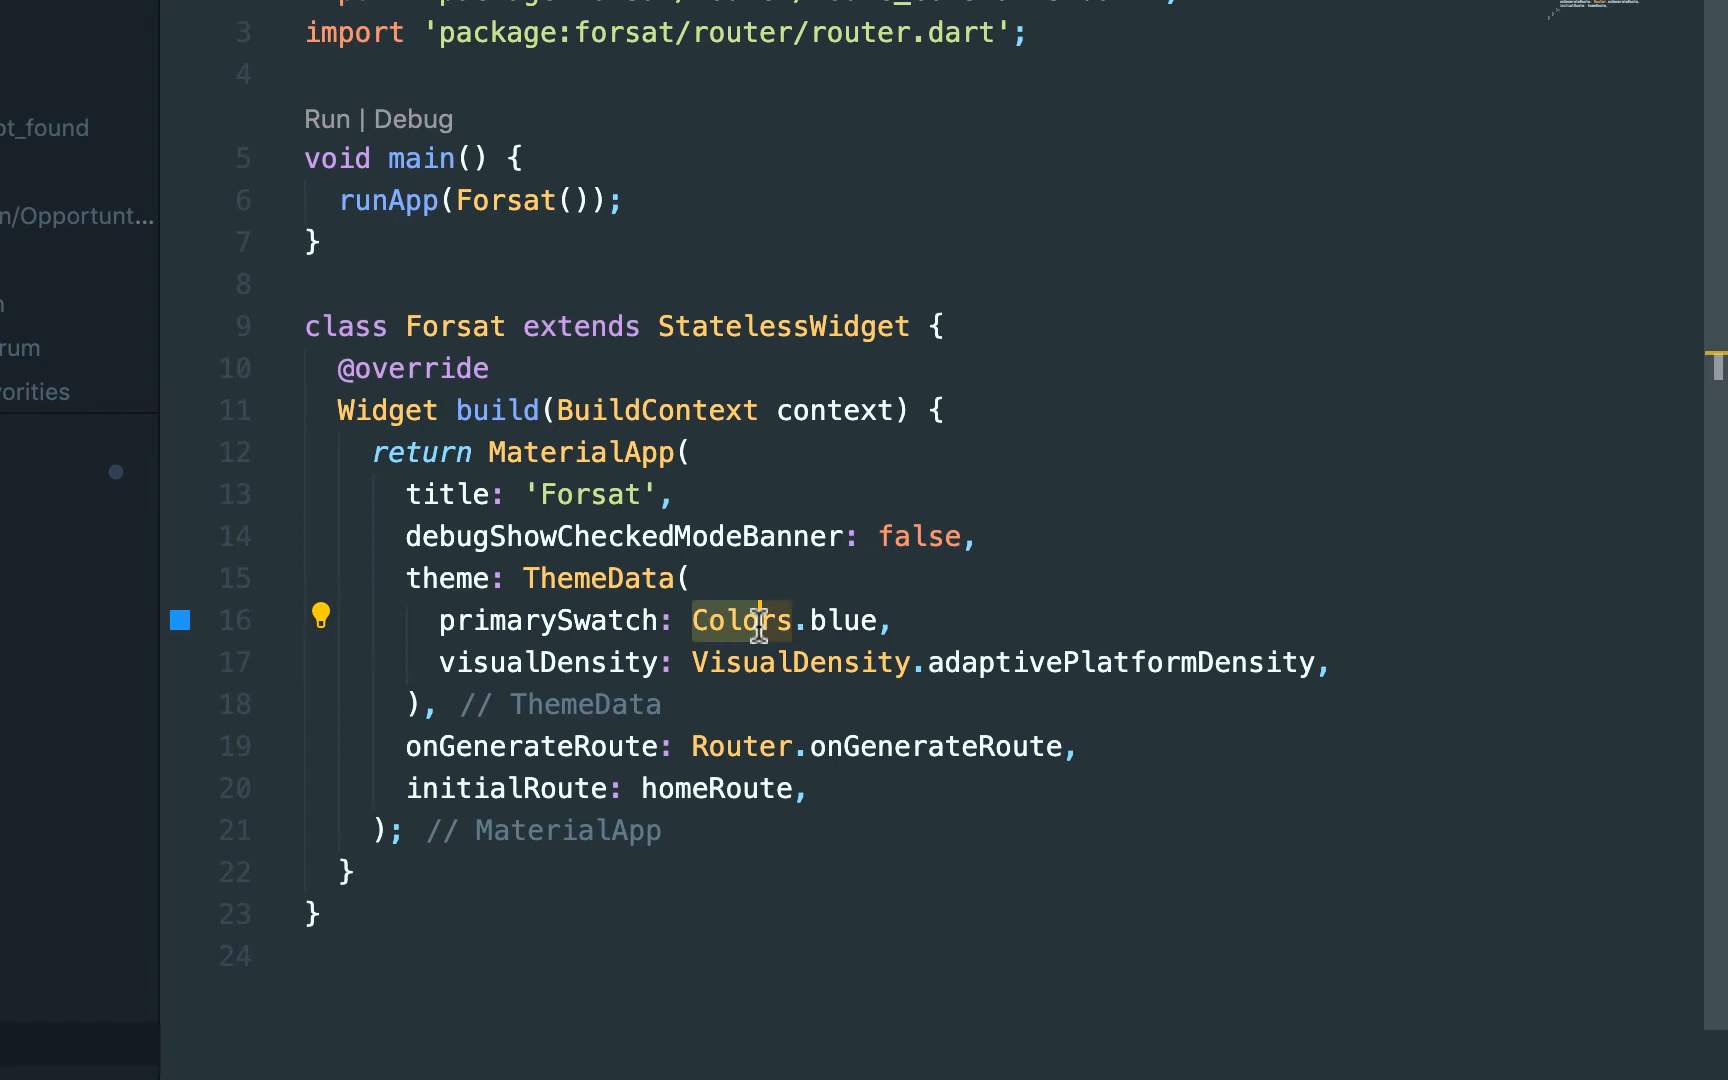 3 import 'package:forsat/router/router.dart';
4
Run | Debug
5 void main() {
6 runApp(Forsat());
7 }
8
9 class Forsat extends StatelessWidget {
10 @override
11 Widget build(BuildContext context) {
12 return MaterialApp(
13 title: 'Forsat',
14 debugShowCheckedModeBanner: false,
15 theme: ThemeData(
16 primarySwatch: Colors.blue,
17 visualDensity: VisualDensity.adaptivePlatformDensity,
18 ), // ThemeData
19 onGenerateRoute: Router.onGenerateRoute,
20 initialRoute: homeRoute,
21 ); // MaterialApp
22 }
23 }
24
ot_found
n/Opportunt...
n
rum
vorities